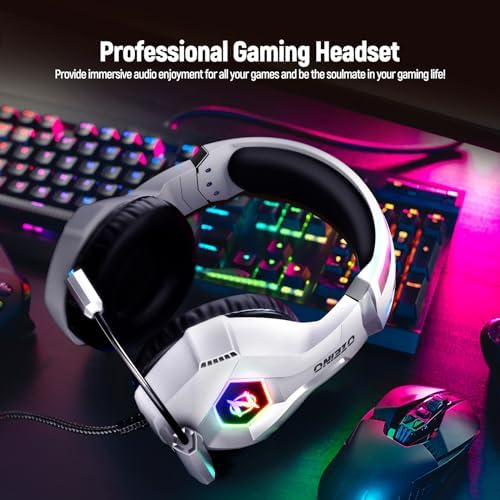 Professional Gaming Headset
Provide immersive audio enjoyment for all your games and be the soulmate in your gaming life!
OZEINO